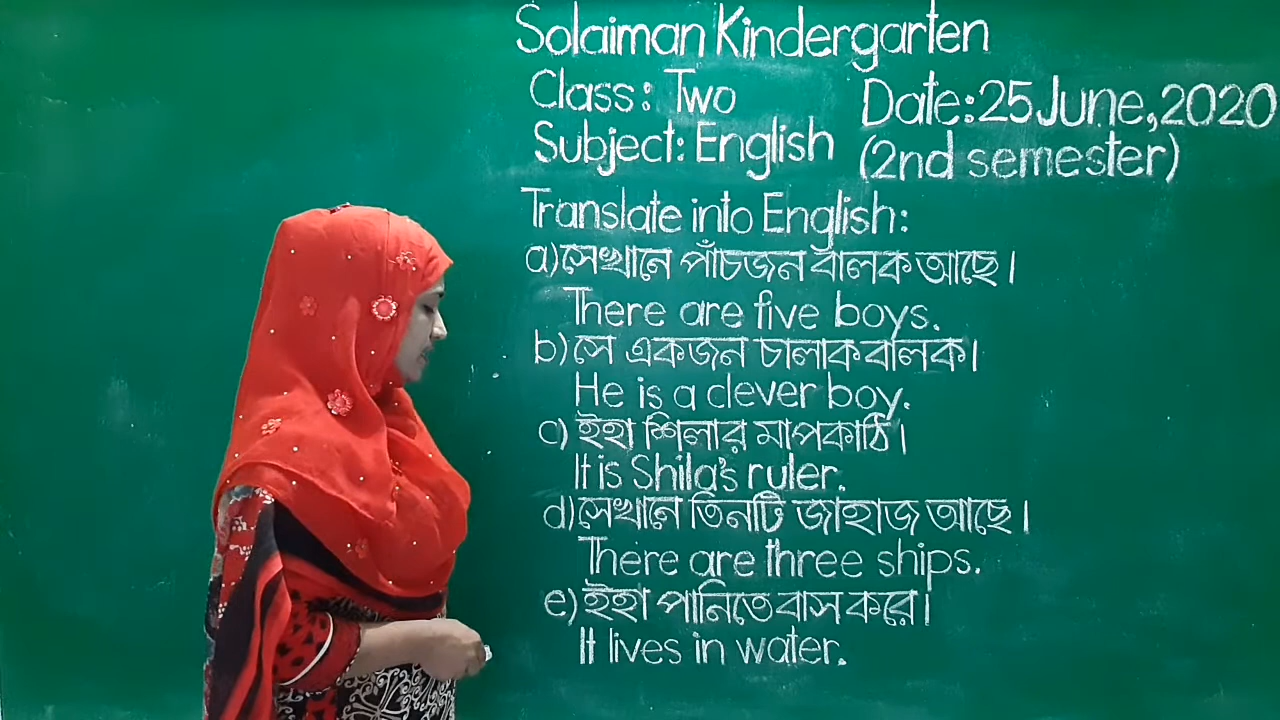 Solaiman Kindergarten
Class: Two
Date: 25 June, 2020
Subject: English
(2nd semester)
Translate into English:
a) সেখানে পাঁচজন বালক আছে।
There are five boys.
b) সে একজন চালাক বালক।
He is a clever boy.
c) ইহা শিলার মাপকাঠি।
It is Shila's ruler.
d) সেখানে তিনটি জাহাজ আছে।
There are three ships.
e) ইহা পানিতে বাস করে।
It lives in water.